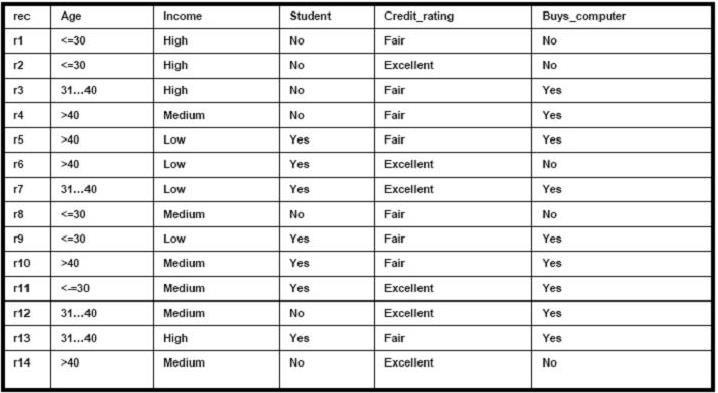 rec Age Income Student Credit_rating Buys_computer
r1 <=30 High No Fair No
r2 <=30 High No Excellent No
r3 31...40 High No Fair Yes
r4 >40 Medium No Fair Yes
r5 >40 Low Yes Fair Yes
r6 >40 Low Yes Excellent No
r7 31...40 Low Yes Excellent Yes
r8 <=30 Medium No Fair No
r9 <=30 Low Yes Fair Yes
r10 >40 Medium Yes Fair Yes
r11 <-=30 Medium Yes Excellent Yes
r12 31...40 Medium No Excellent Yes
r13 31...40 High Yes Fair Yes
r14 >40 Medium No Excellent No